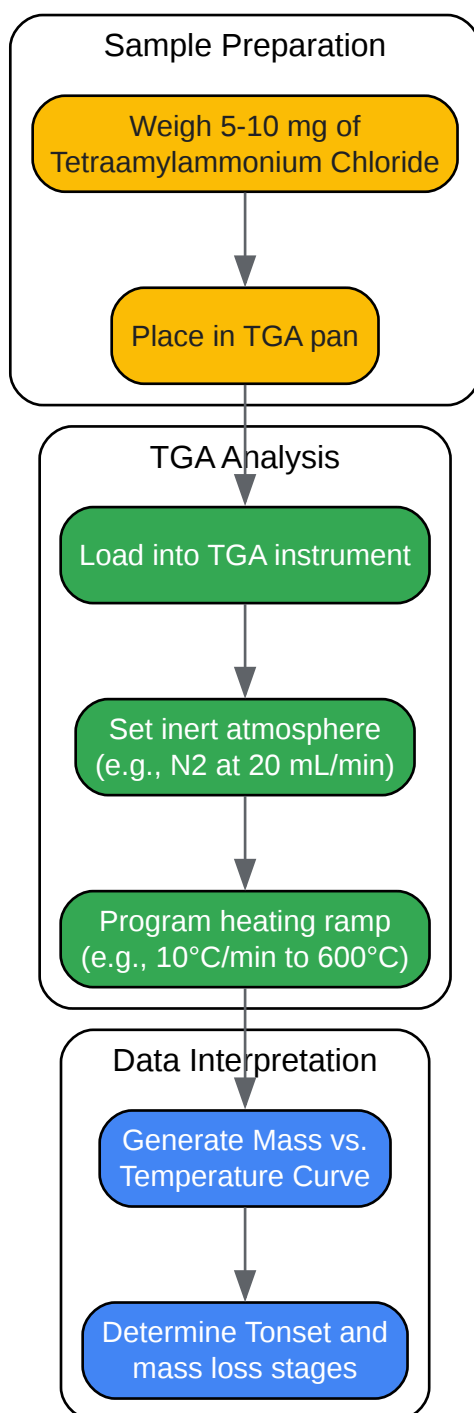 Sample Preparation
Weigh 5-10 mg of
Tetraamylammonium Chloride
Place in TGA pan
TGA Analysis
Load into TGA instrument
Set inert atmosphere
(e.g., N2 at 20 mL/min)
Program heating ramp
(e.g., 10°C/min to 600°C)
Data Interpretation
Generate Mass vs.
Temperature Curve
Determine Tonset and
mass loss stages